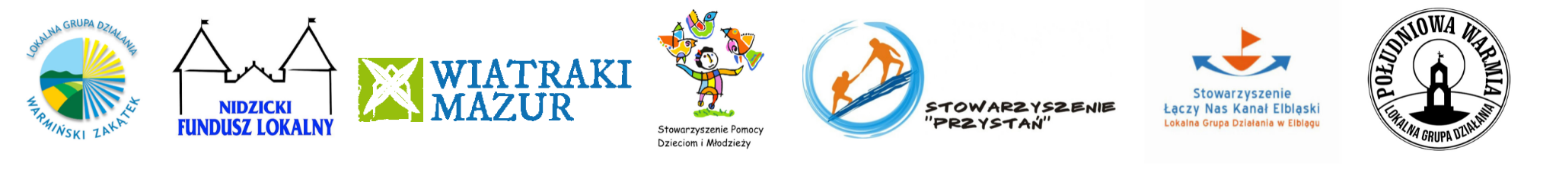 LOKALNA GRUPA DZIAŁANIA
WARMIŃSKI ZAKĄTEK
NIDZICKI
FUNDUSZ LOKALNY
WIATRAKI
MAZUR
Stowarzyszenie Pomocy
Dzieciom i Młodzieży
STOWARZYSZENIE
"PRZYSTAŃ"
Stowarzyszenie
Łączy Nas Kanał Elbląski
Lokalna Grupa Działania w Elblągu
POŁUDNIOWA WARMIA
LOKALNA GRUPA DZIAŁANIA